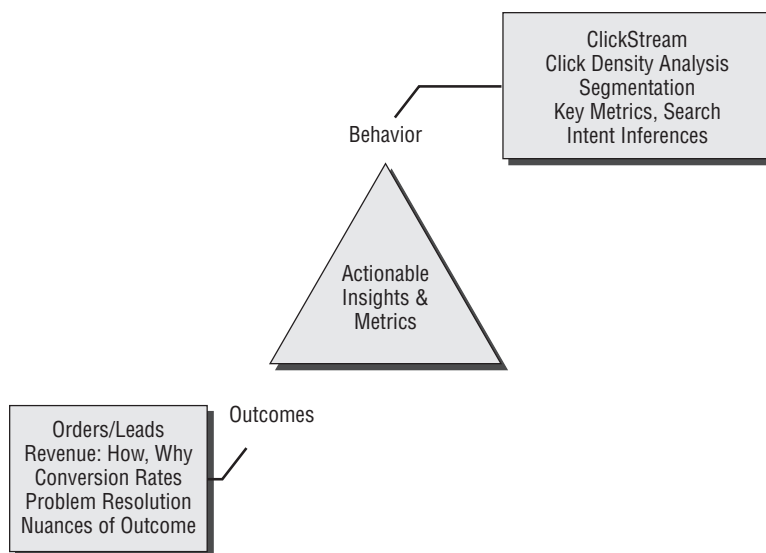 ClickStream
Click Density Analysis
Segmentation
Key Metrics, Search
Intent Inferences
Behavior
Actionable
Insights &
Metrics
Outcomes
Orders/Leads
Revenue: How, Why
Conversion Rates
Problem Resolution
Nuances of Outcome